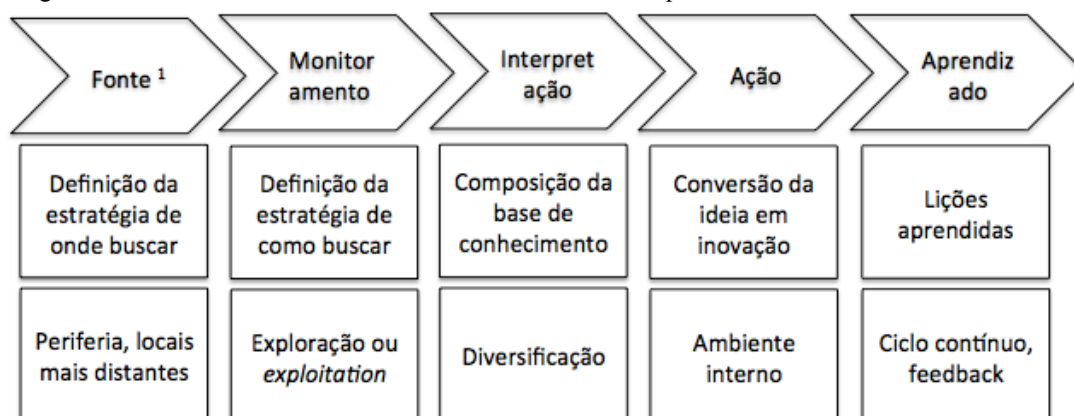 Fonte 1
Monitor
amento
Interpret
ação
Ação
Aprendiz
ado
Definição da
estratégia de
onde buscar
Definição da
estratégia de
como buscar
Composição da
base de
conhecimento
Conversão da
ideia em
inovação
Lições
aprendidas
Periferia, locais
mais distantes
Exploração ou
exploitation
Diversificação
Ambiente
interno
Ciclo contínuo,
feedback